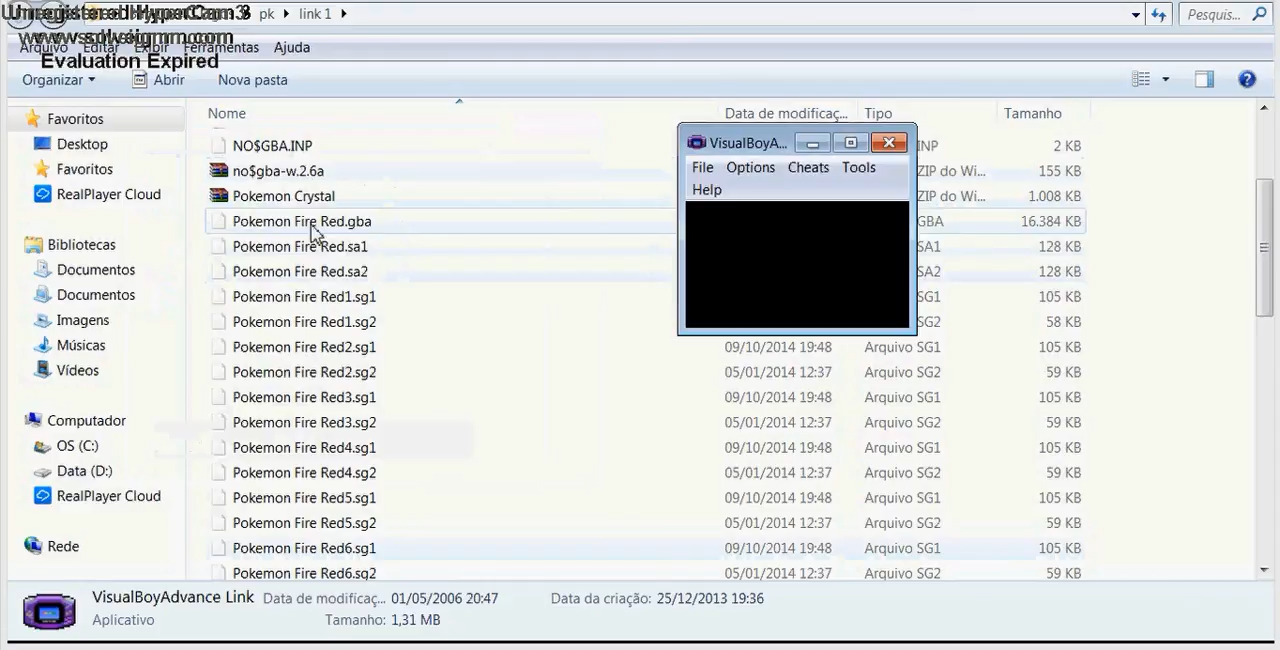 Unregistered HyperCam 3
pk link 1 Pesquis...
www.solveigmm.com
Arquivo Editar Exibir Ferramentas Ajuda
Evaluation Expired
Organizar Abrir Nova pasta
Nome Data de modificaç... Tipo Tamanho
Favoritos
Desktop
Favoritos
RealPlayer Cloud
Bibliotecas
Documentos
Documentos
Imagens
Músicas
Vídeos
Computador
OS (C:)
Data (D:)
RealPlayer Cloud
Rede
NO$GBA.INP INP 2 KB
no$gba-w.2.6a ZIP do Wi... 155 KB
Pokemon Crystal ZIP do Wi... 1.008 KB
Pokemon Fire Red.gba GBA 16.384 KB
Pokemon Fire Red.sa1 SA1 128 KB
Pokemon Fire Red.sa2 SA2 128 KB
Pokemon Fire Red1.sg1 SG1 105 KB
Pokemon Fire Red1.sg2 SG2 58 KB
Pokemon Fire Red2.sg1 09/10/2014 19:48 Arquivo SG1 105 KB
Pokemon Fire Red2.sg2 05/01/2014 12:37 Arquivo SG2 59 KB
Pokemon Fire Red3.sg1 09/10/2014 19:48 Arquivo SG1 105 KB
Pokemon Fire Red3.sg2 05/01/2014 12:37 Arquivo SG2 59 KB
Pokemon Fire Red4.sg1 09/10/2014 19:48 Arquivo SG1 105 KB
Pokemon Fire Red4.sg2 05/01/2014 12:37 Arquivo SG2 59 KB
Pokemon Fire Red5.sg1 09/10/2014 19:48 Arquivo SG1 105 KB
Pokemon Fire Red5.sg2 05/01/2014 12:37 Arquivo SG2 59 KB
Pokemon Fire Red6.sg1 09/10/2014 19:48 Arquivo SG1 105 KB
Pokemon Fire Red6.sg2 05/01/2014 12:37 Arquivo SG2 59 KB
VisualBoyA...
File Options Cheats Tools
Help
VisualBoyAdvance Link Data de modificaç... 01/05/2006 20:47 Data da criação: 25/12/2013 19:36
Aplicativo Tamanho: 1,31 MB